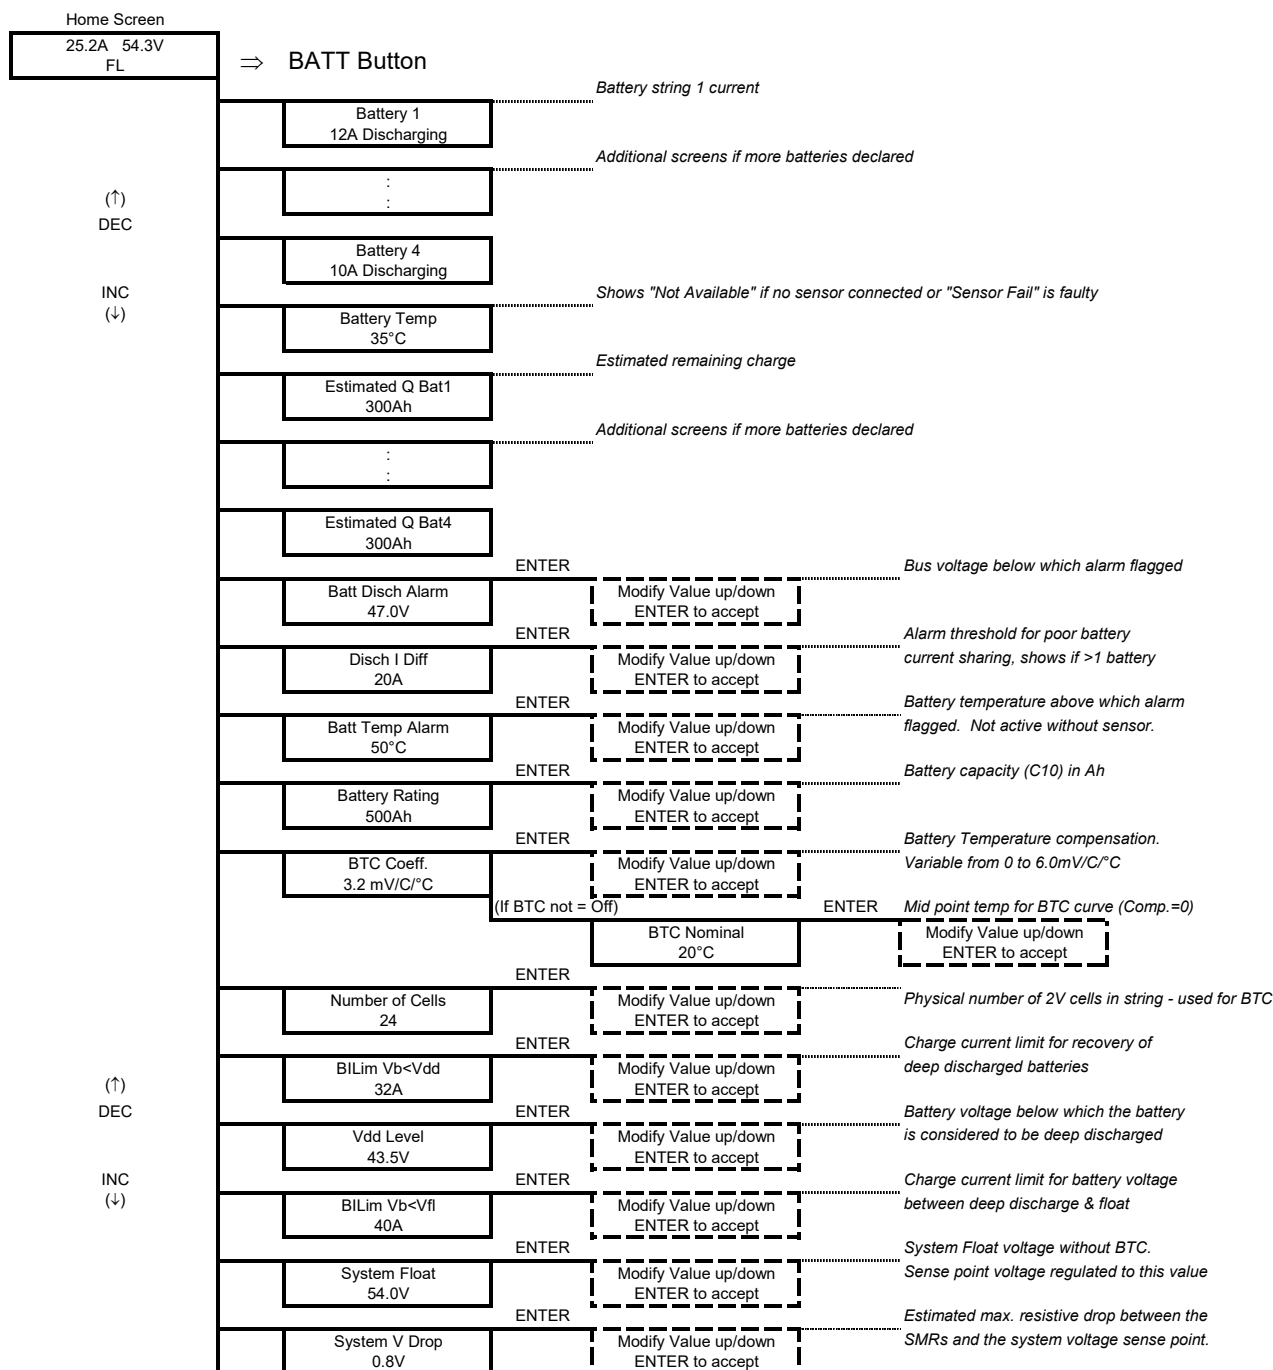 Home Screen
25.2A 54.3V
FL
⇒ BATT Button
Battery string 1 current
Battery 1
12A Discharging
Additional screens if more batteries declared
:
:
(↑)
DEC
Battery 4
10A Discharging
INC
(↓)
Shows "Not Available" if no sensor connected or "Sensor Fail" is faulty
Battery Temp
35°C
Estimated remaining charge
Estimated Q Bat1
300Ah
Additional screens if more batteries declared
:
:
Estimated Q Bat4
300Ah
ENTER
Bus voltage below which alarm flagged
Batt Disch Alarm
47.0V
Modify Value up/down
ENTER to accept
ENTER
Alarm threshold for poor battery
current sharing, shows if >1 battery
Disch I Diff
20A
Modify Value up/down
ENTER to accept
ENTER
Battery temperature above which alarm
flagged. Not active without sensor.
Batt Temp Alarm
50°C
Modify Value up/down
ENTER to accept
ENTER
Battery capacity (C10) in Ah
Battery Rating
500Ah
Modify Value up/down
ENTER to accept
ENTER
Battery Temperature compensation.
Variable from 0 to 6.0mV/C/°C
BTC Coeff.
3.2 mV/C/°C
Modify Value up/down
ENTER to accept
(If BTC not = Off)
ENTER
Mid point temp for BTC curve (Comp.=0)
BTC Nominal
20°C
Modify Value up/down
ENTER to accept
ENTER
Physical number of 2V cells in string - used for BTC
Number of Cells
24
Modify Value up/down
ENTER to accept
ENTER
Charge current limit for recovery of
deep discharged batteries
BILim Vb<Vdd
32A
Modify Value up/down
ENTER to accept
(↑)
DEC
ENTER
Battery voltage below which the battery
is considered to be deep discharged
Vdd Level
43.5V
Modify Value up/down
ENTER to accept
INC
(↓)
ENTER
Charge current limit for battery voltage
between deep discharge & float
BILim Vb<Vfl
40A
Modify Value up/down
ENTER to accept
ENTER
System Float voltage without BTC.
Sense point voltage regulated to this value
System Float
54.0V
Modify Value up/down
ENTER to accept
ENTER
Estimated max. resistive drop between the
SMRs and the system voltage sense point.
System V Drop
0.8V
Modify Value up/down
ENTER to accept